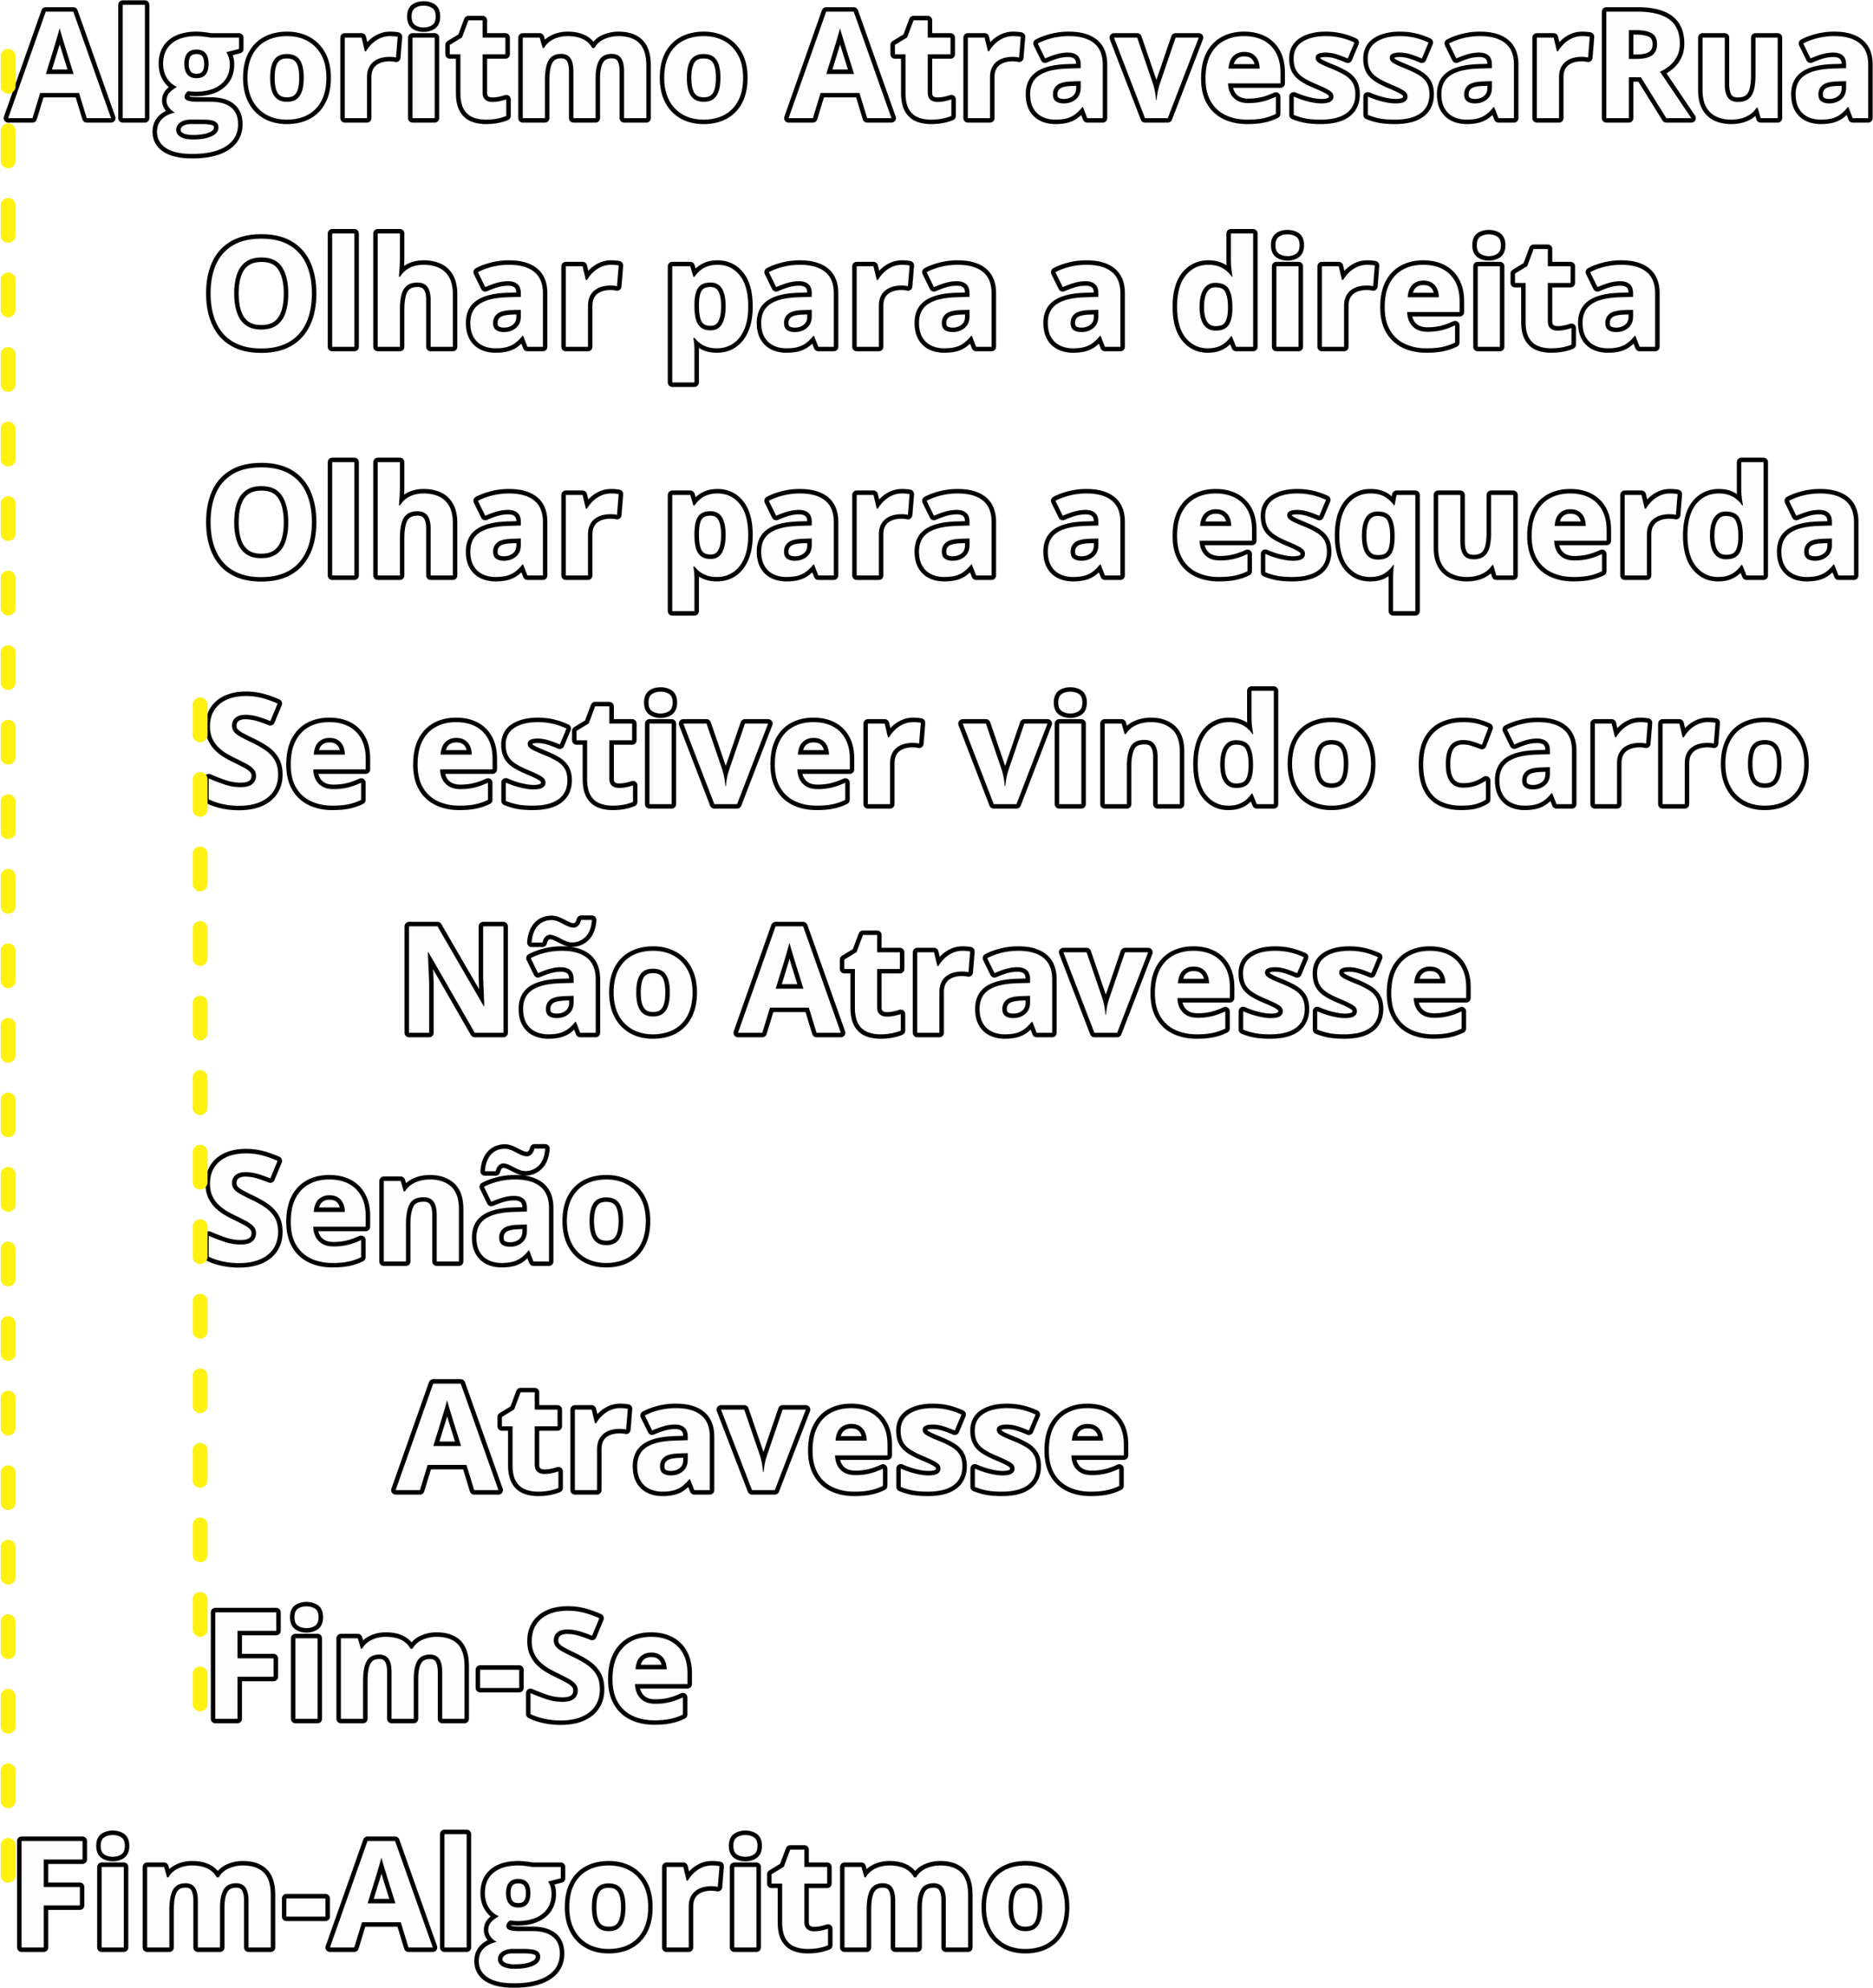 Algoritmo AtravessarRua
Olhar para a direita
Olhar para a esquerda
Se estiver vindo carro
Não Atravesse
Senão
Atravesse
Fim-Se
Fim-Algoritmo